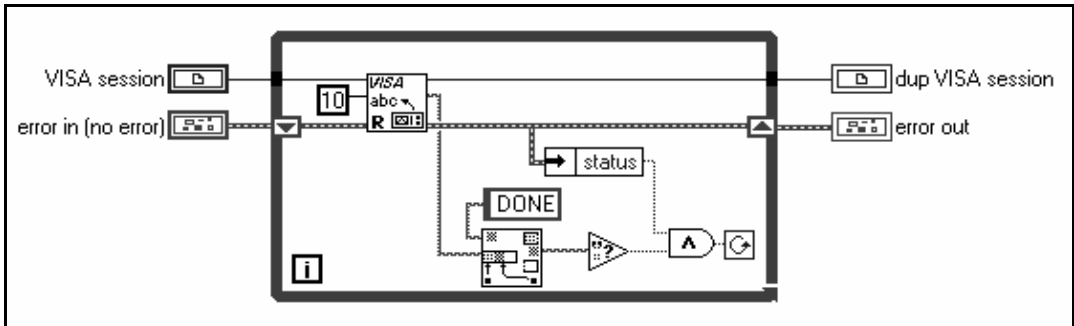 VISA session
dup VISA session
VISA
10
abc
R
error in (no error)
error out
status
DONE
"?
i